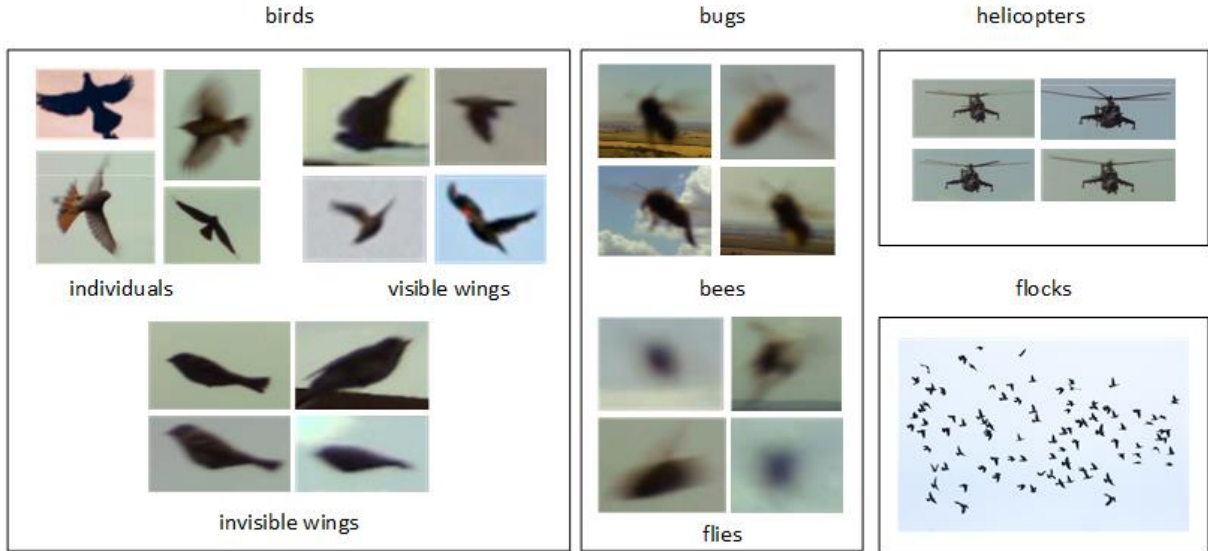 birds
bugs
helicopters
individuals
visible wings
bees
flocks
invisible wings
flies